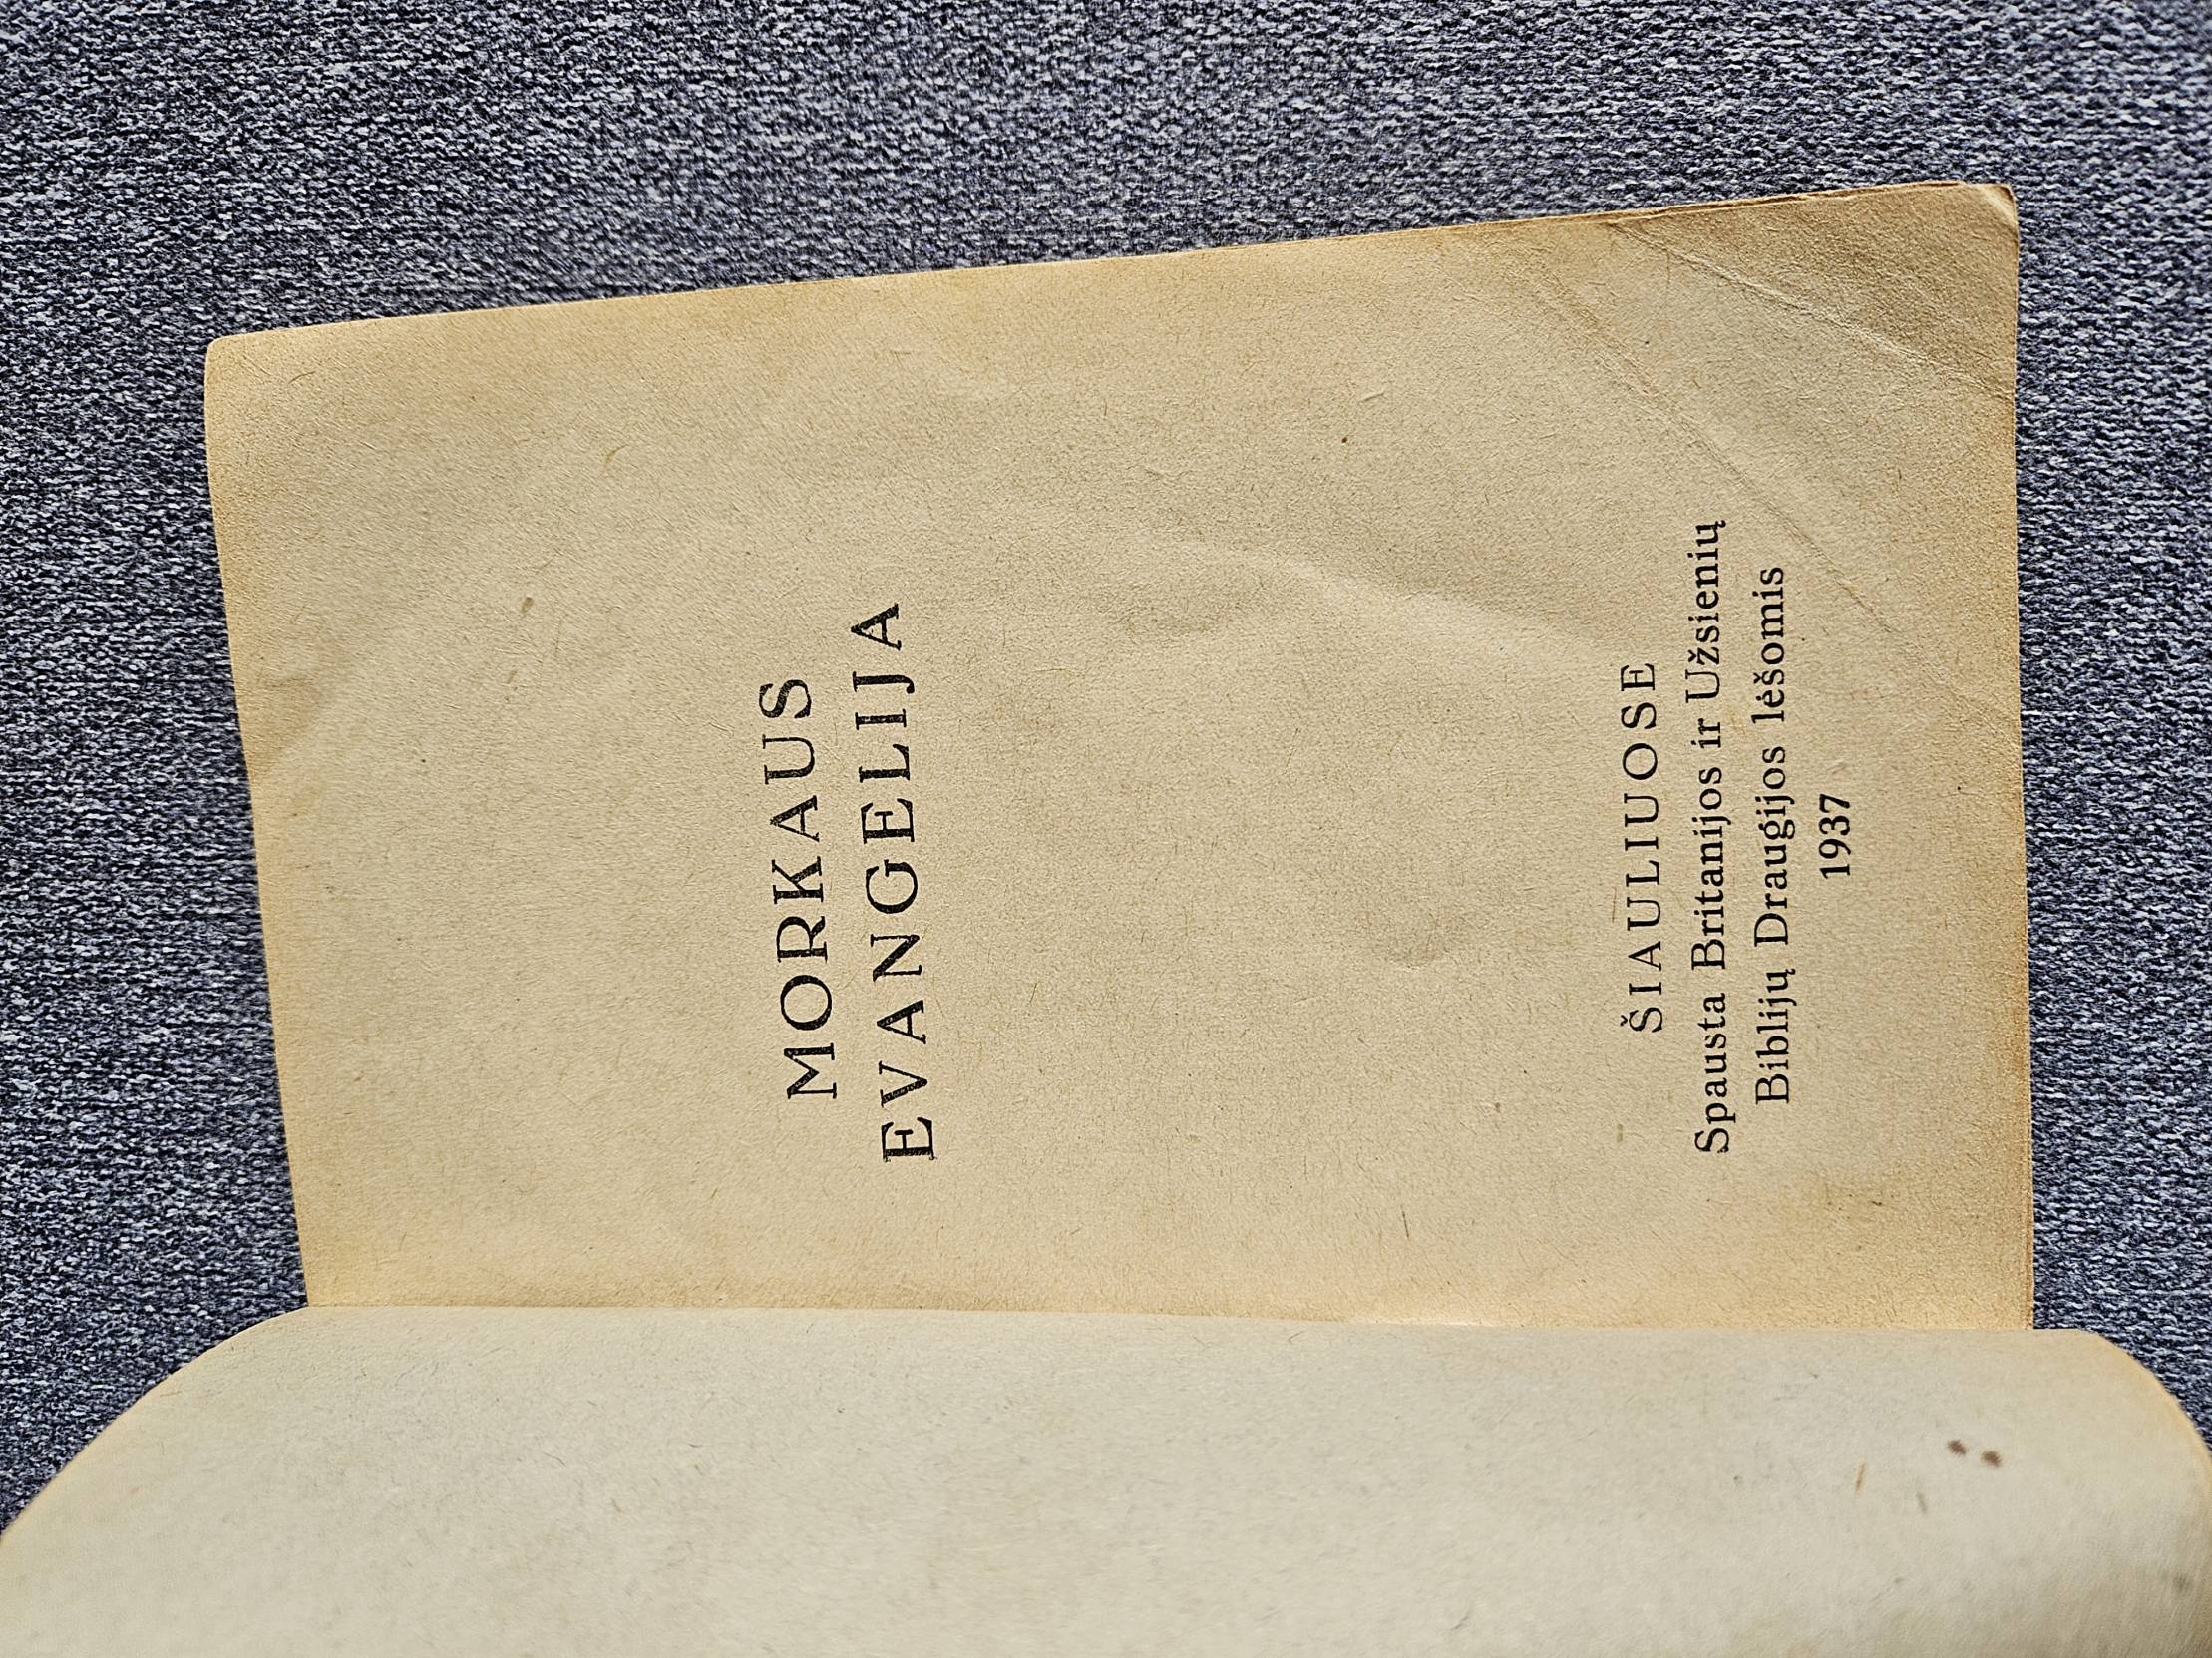 MORKAUS
EVANGELIJA
ŠIAULIUOSE
Spausta Britanijos ir Užsienių
Biblijų Draugijos lėšomis
1937